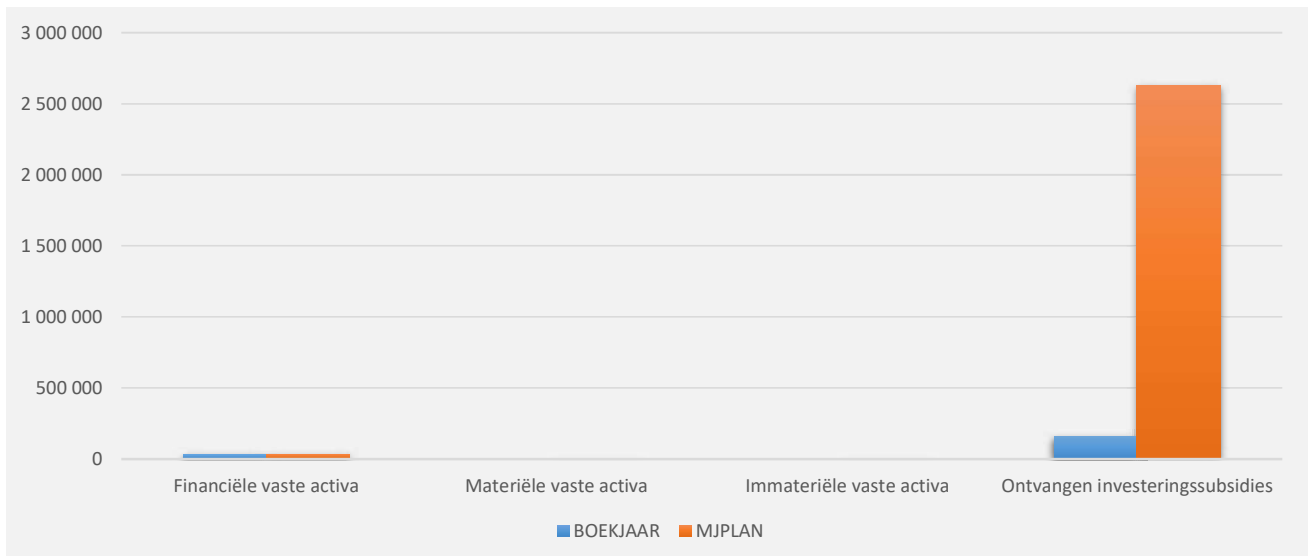 3 000 000
2 500 000
2 000 000
1 500 000
1 000 000
500 000
0
Financiële vaste activa
Materiële vaste activa
Immateriële vaste activa
Ontvangen investeringssubsidies
BOEKJAAR
MJPLAN